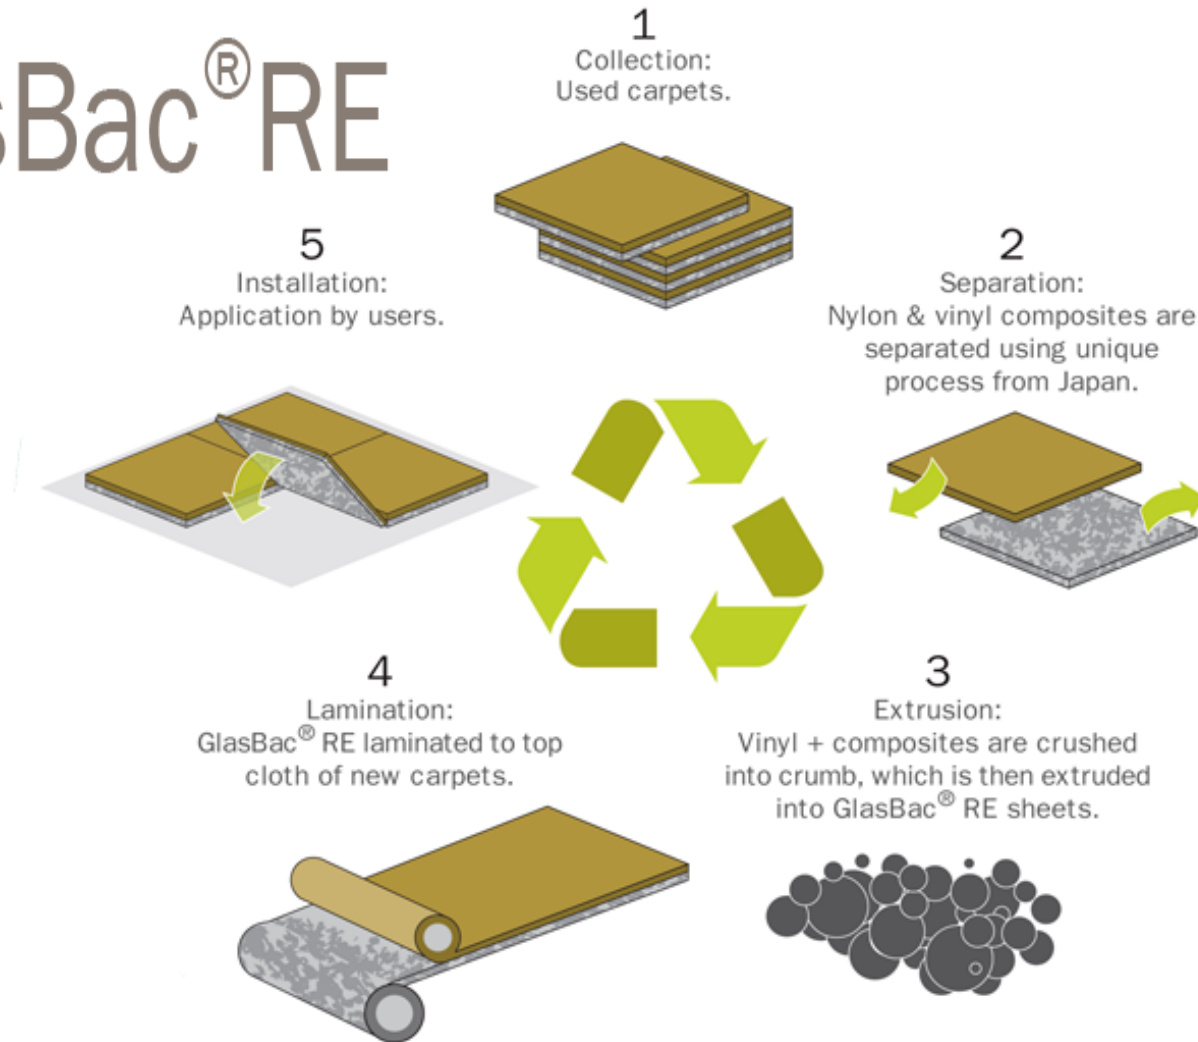 sBac®RE
1
Collection:
Used carpets.
2
Separation:
Nylon & vinyl composites are
separated using unique
process from Japan.
3
Extrusion:
Vinyl + composites are crushed
into crumb, which is then extruded
into GlasBac® RE sheets.
4
Lamination:
GlasBac® RE laminated to top
cloth of new carpets.
5
Installation:
Application by users.